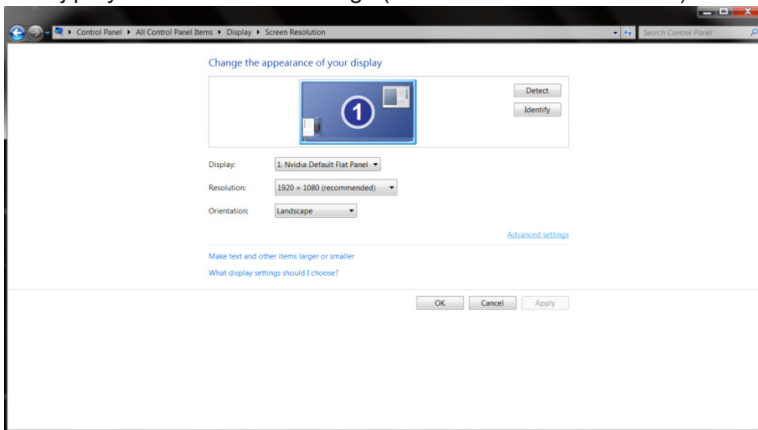 Control Panel ▸ All Control Panel Items ▸ Display ▸ Screen Resolution
Search Control Panel
Change the appearance of your display
1
Detect
Identify
Display: 1. Nvidia Default Flat Panel
Resolution: 1920 × 1080 (recommended)
Orientation: Landscape
Advanced settings
Make text and other items larger or smaller
What display settings should I choose?
OK Cancel Apply